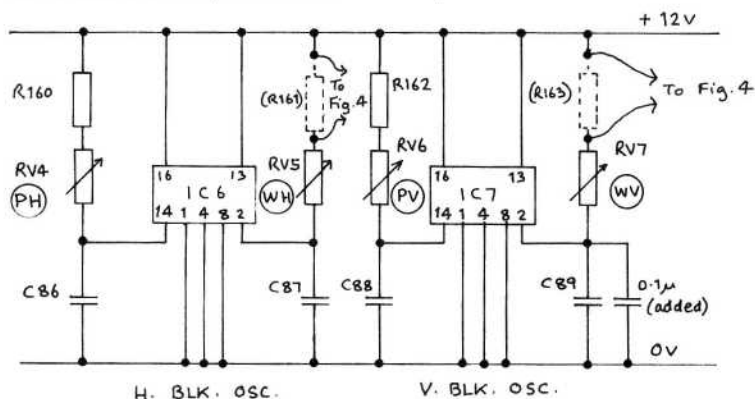 + 12V
R160
(R161)
To
Fig.4
R162
(R163)
To Fig. 4
RV4
PH
16 13
IC6
14 1 4 8 2
RV5
WH
RV6
PV
16 13
IC7
14 1 4 8 2
RV7
WV
C86
C87
C88
C89
0.1µ
(added)
0V
H. BLK. OSC.
V. BLK. OSC.